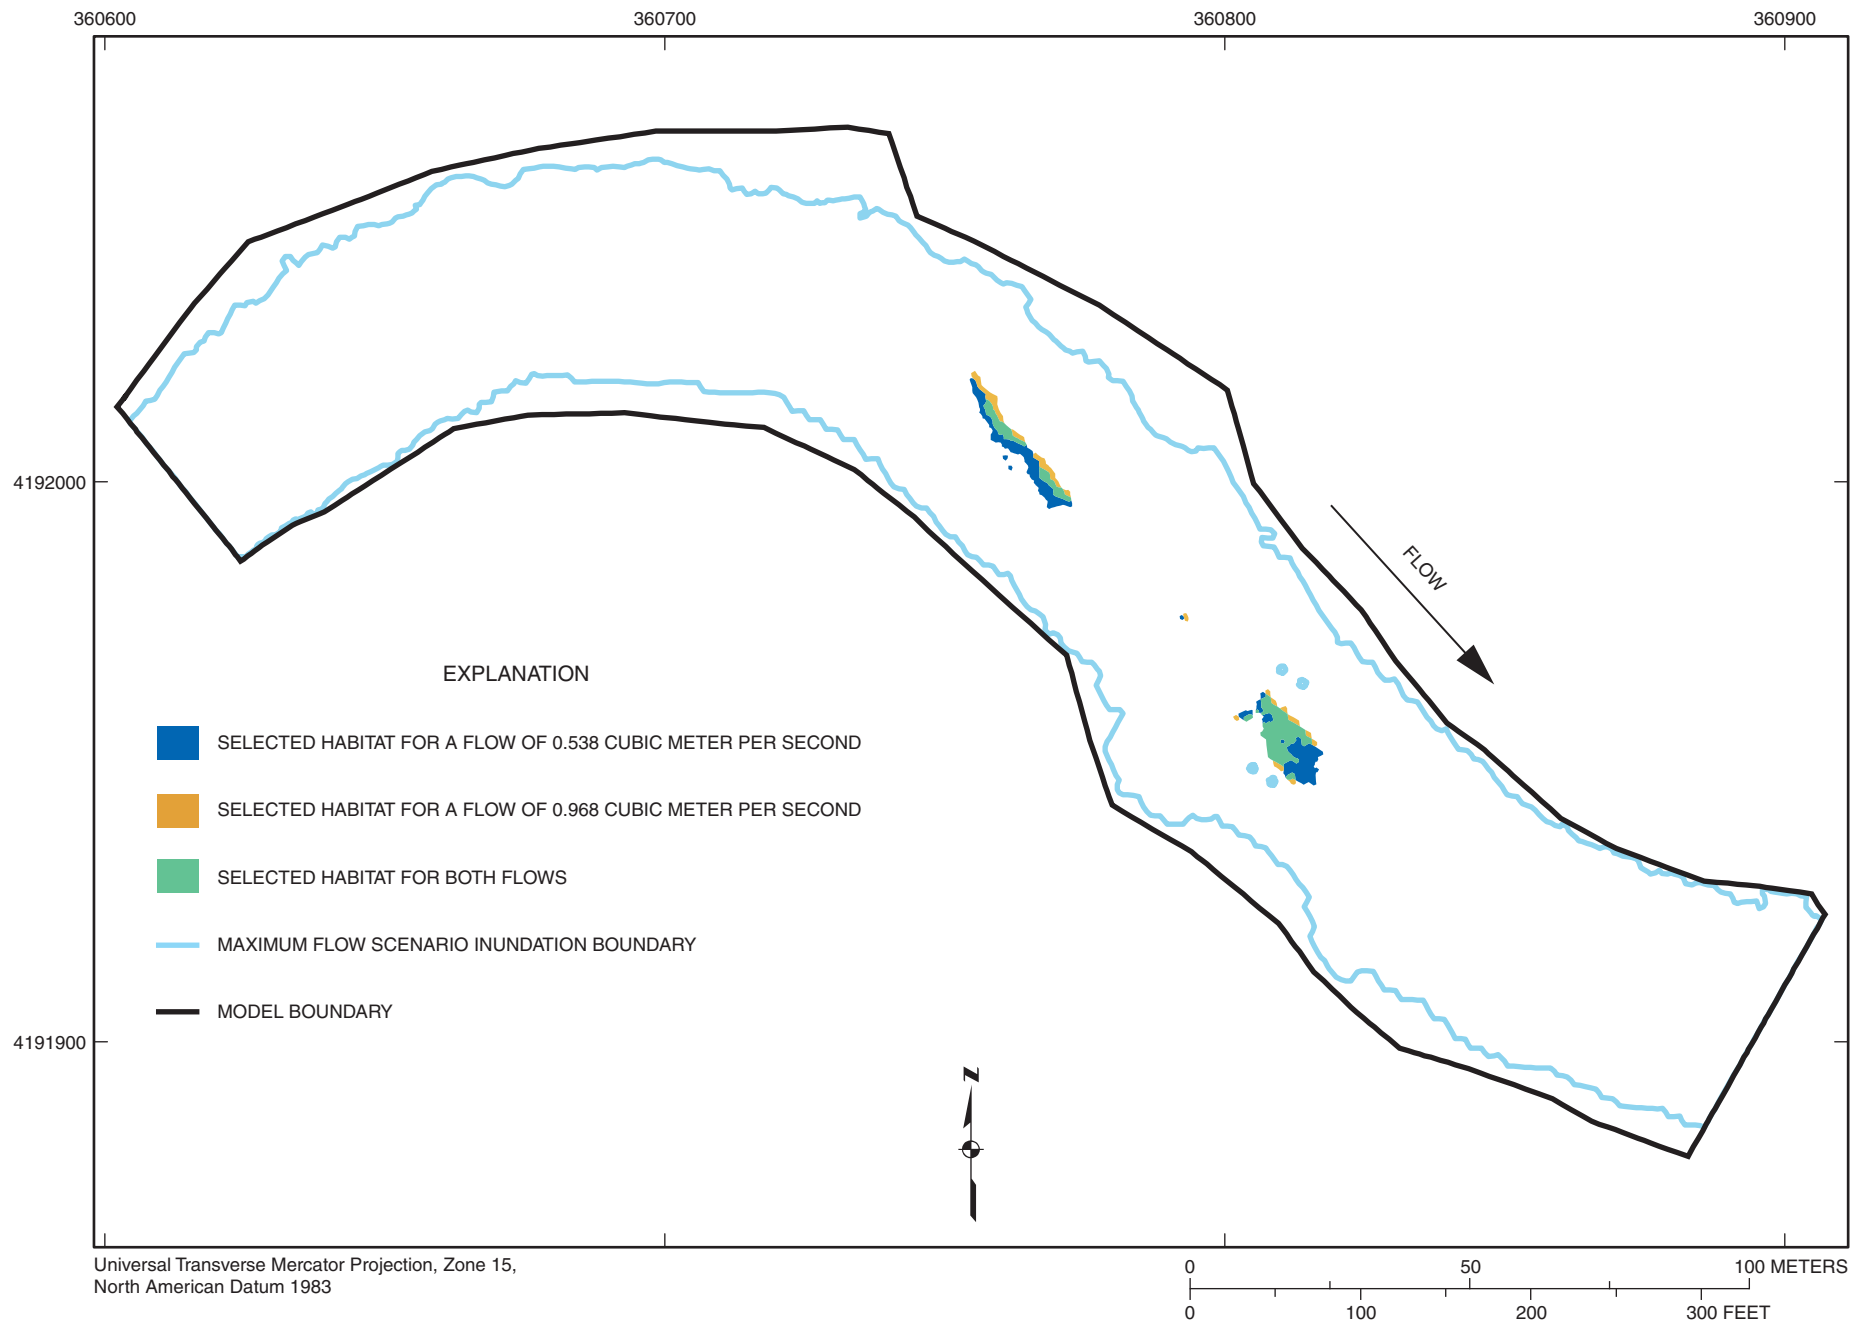 360600 360700 360800 360900
4192000
FLOW
EXPLANATION
SELECTED HABITAT FOR A FLOW OF 0.538 CUBIC METER PER SECOND
SELECTED HABITAT FOR A FLOW OF 0.968 CUBIC METER PER SECOND
SELECTED HABITAT FOR BOTH FLOWS
MAXIMUM FLOW SCENARIO INUNDATION BOUNDARY
MODEL BOUNDARY
4191900
N
Universal Transverse Mercator Projection, Zone 15,
North American Datum 1983
0 50 100 METERS
0 100 200 300 FEET